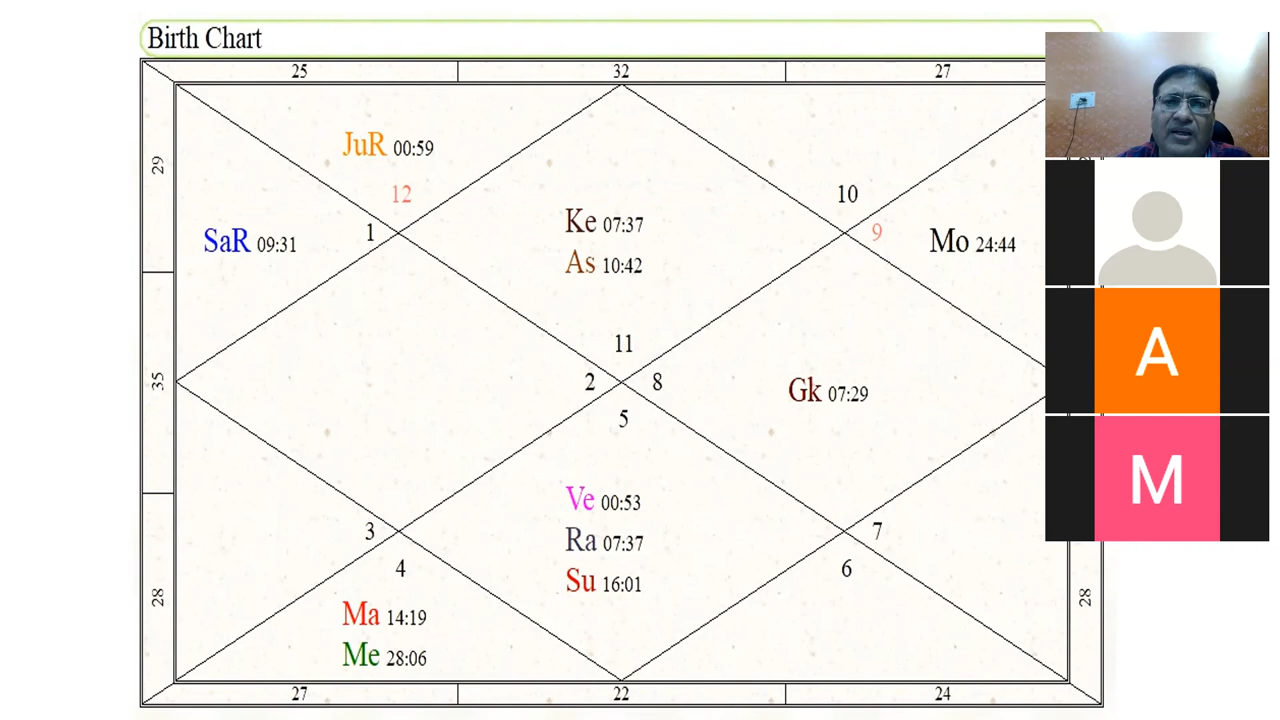 Birth Chart
25
32
27
29
JuR 00:59
12
10
SaR 09:31
1
Ke 07:37
As 10:42
9
Mo 24:44
11
35
2
8
Gk 07:29
5
A
M
Ve 00:53
3
Ra 07:37
7
4
Su 16:01
6
28
28
Ma 14:19
Me 28:06
27
22
24